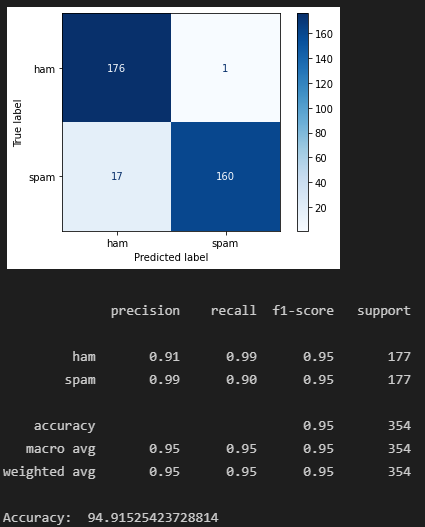 160
140
120
100
80
60
40
20
True label
ham
176
1
spam
17
160
ham
spam
Predicted label
precision recall f1-score support
ham 0.91 0.99 0.95 177
spam 0.99 0.90 0.95 177
accuracy 0.95 354
macro avg 0.95 0.95 0.95 354
weighted avg 0.95 0.95 0.95 354
Accuracy: 94.91525423728814